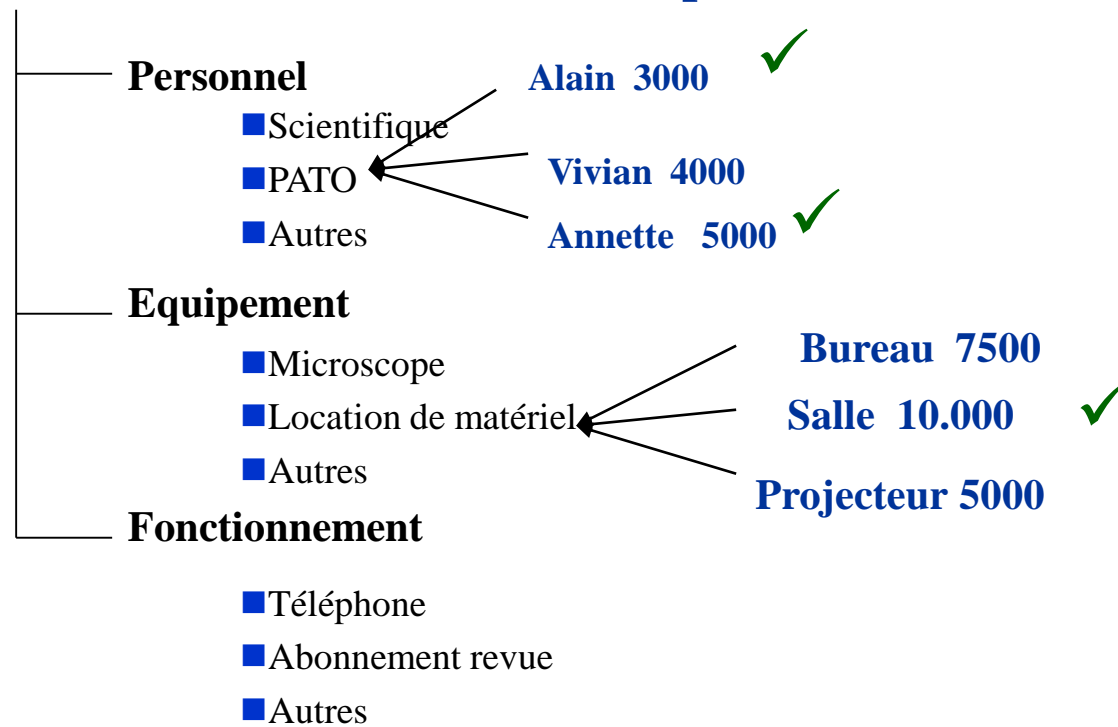 Personnel
Alain 3000
Scientifique
PATO
Vivian 4000
Autres
Annette 5000
Equipement
Microscope
Bureau 7500
Location de matériel
Salle 10.000
Autres
Projecteur 5000
Fonctionnement
Téléphone
Abonnement revue
Autres